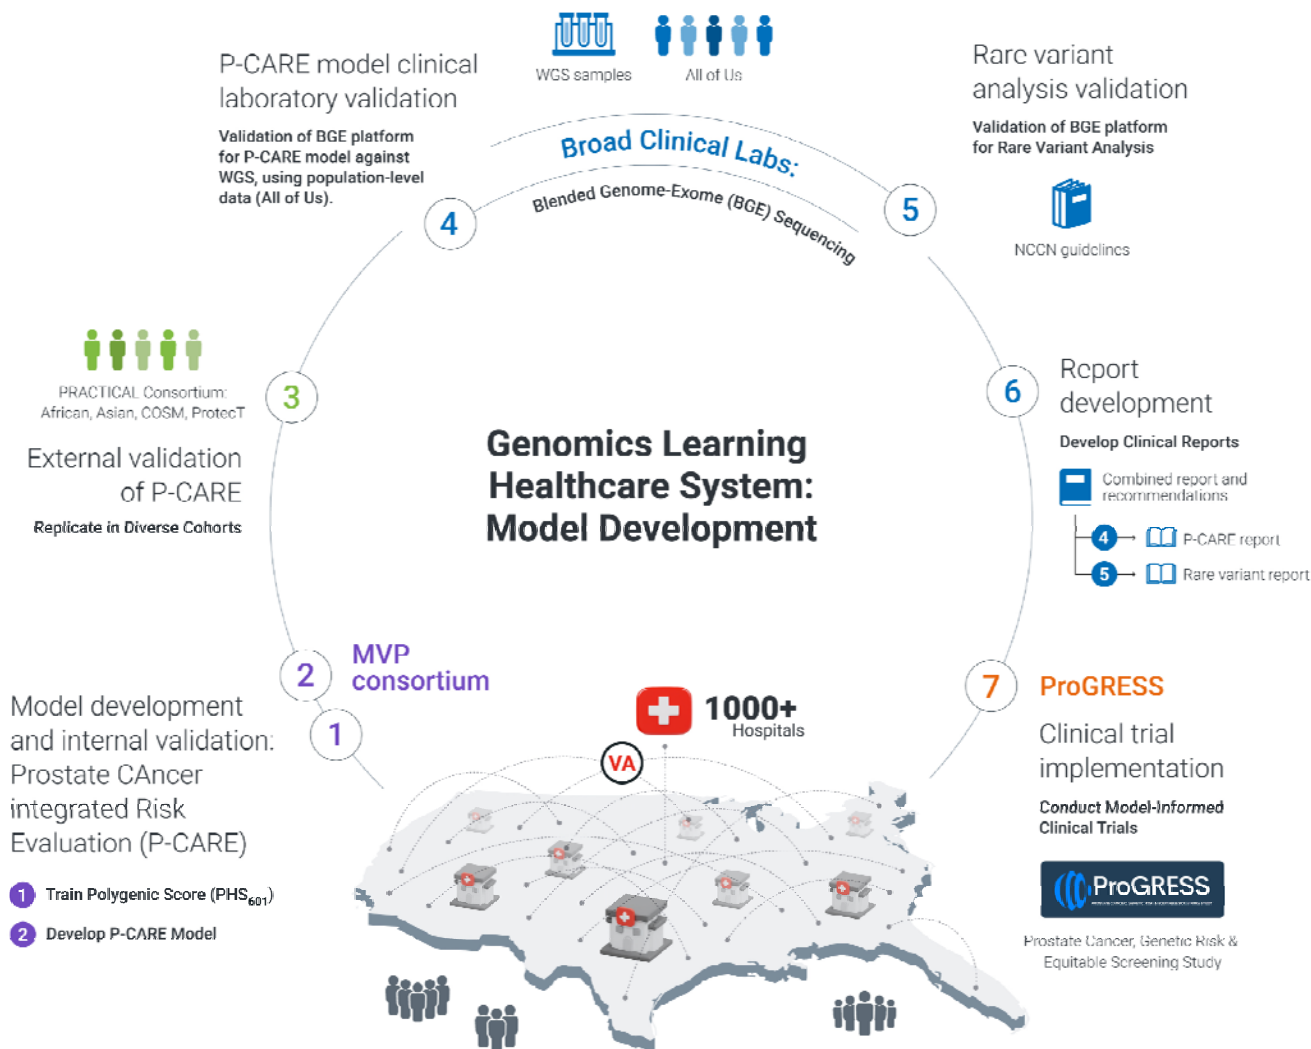 WGS samples
All of Us
P-CARE model clinical
laboratory validation
Validation of BGE platform
for P-CARE model against
WGS, using population-level
data (All of Us).
Rare variant
analysis validation
Validation of BGE platform
for Rare Variant Analysis
NCCN guidelines
Broad Clinical Labs:
Blended Genome-Exome (BGE) Sequencing
4
5
PRACTICAL Consortium:
African, Asian, COSM, ProtecT
3
External validation
of P-CARE
Replicate in Diverse Cohorts
6
Report
development
Develop Clinical Reports
Combined report and
recommendations
4
P-CARE report
5
Rare variant report
Genomics Learning
Healthcare System:
Model Development
2
MVP
consortium
1
Model development
and internal validation:
Prostate CAncer
integrated Risk
Evaluation (P-CARE)
1 Train Polygenic Score (PHS601)
2 Develop P-CARE Model
1000+
Hospitals
VA
7
ProGRESS
Clinical trial
implementation
Conduct Model-Informed
Clinical Trials
ProGRESS
Prostate Cancer, Genetic Risk &
Equitable Screening Study